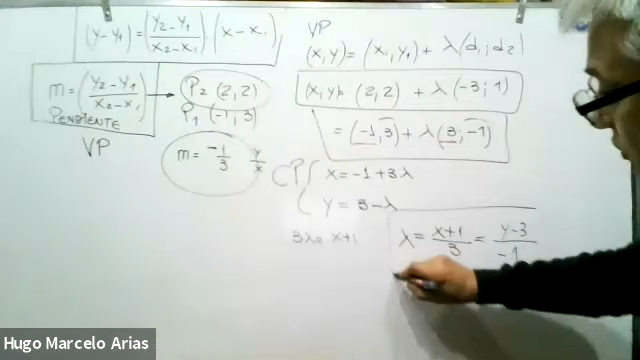 (y-y₁) = (y₂-y₁/x₂-x₁) (x-x₁)
m = (y₂-y₁/x₂-x₁)
PENDIENTE
VP
P₂ (2,2)
P₁ (-1,3)
m = -1/3 y/x
VP
(x,y) = (x₁,y₁) + λ(d₁;d₂)
(x,y)= (2,2) + λ(-3;1)
= (-1,3) + λ(3;-1)
CP { x = -1+3λ
y = 3-λ
3λ= x+1
λ = x+1/3 = y-3/-1
Hugo Marcelo Arias